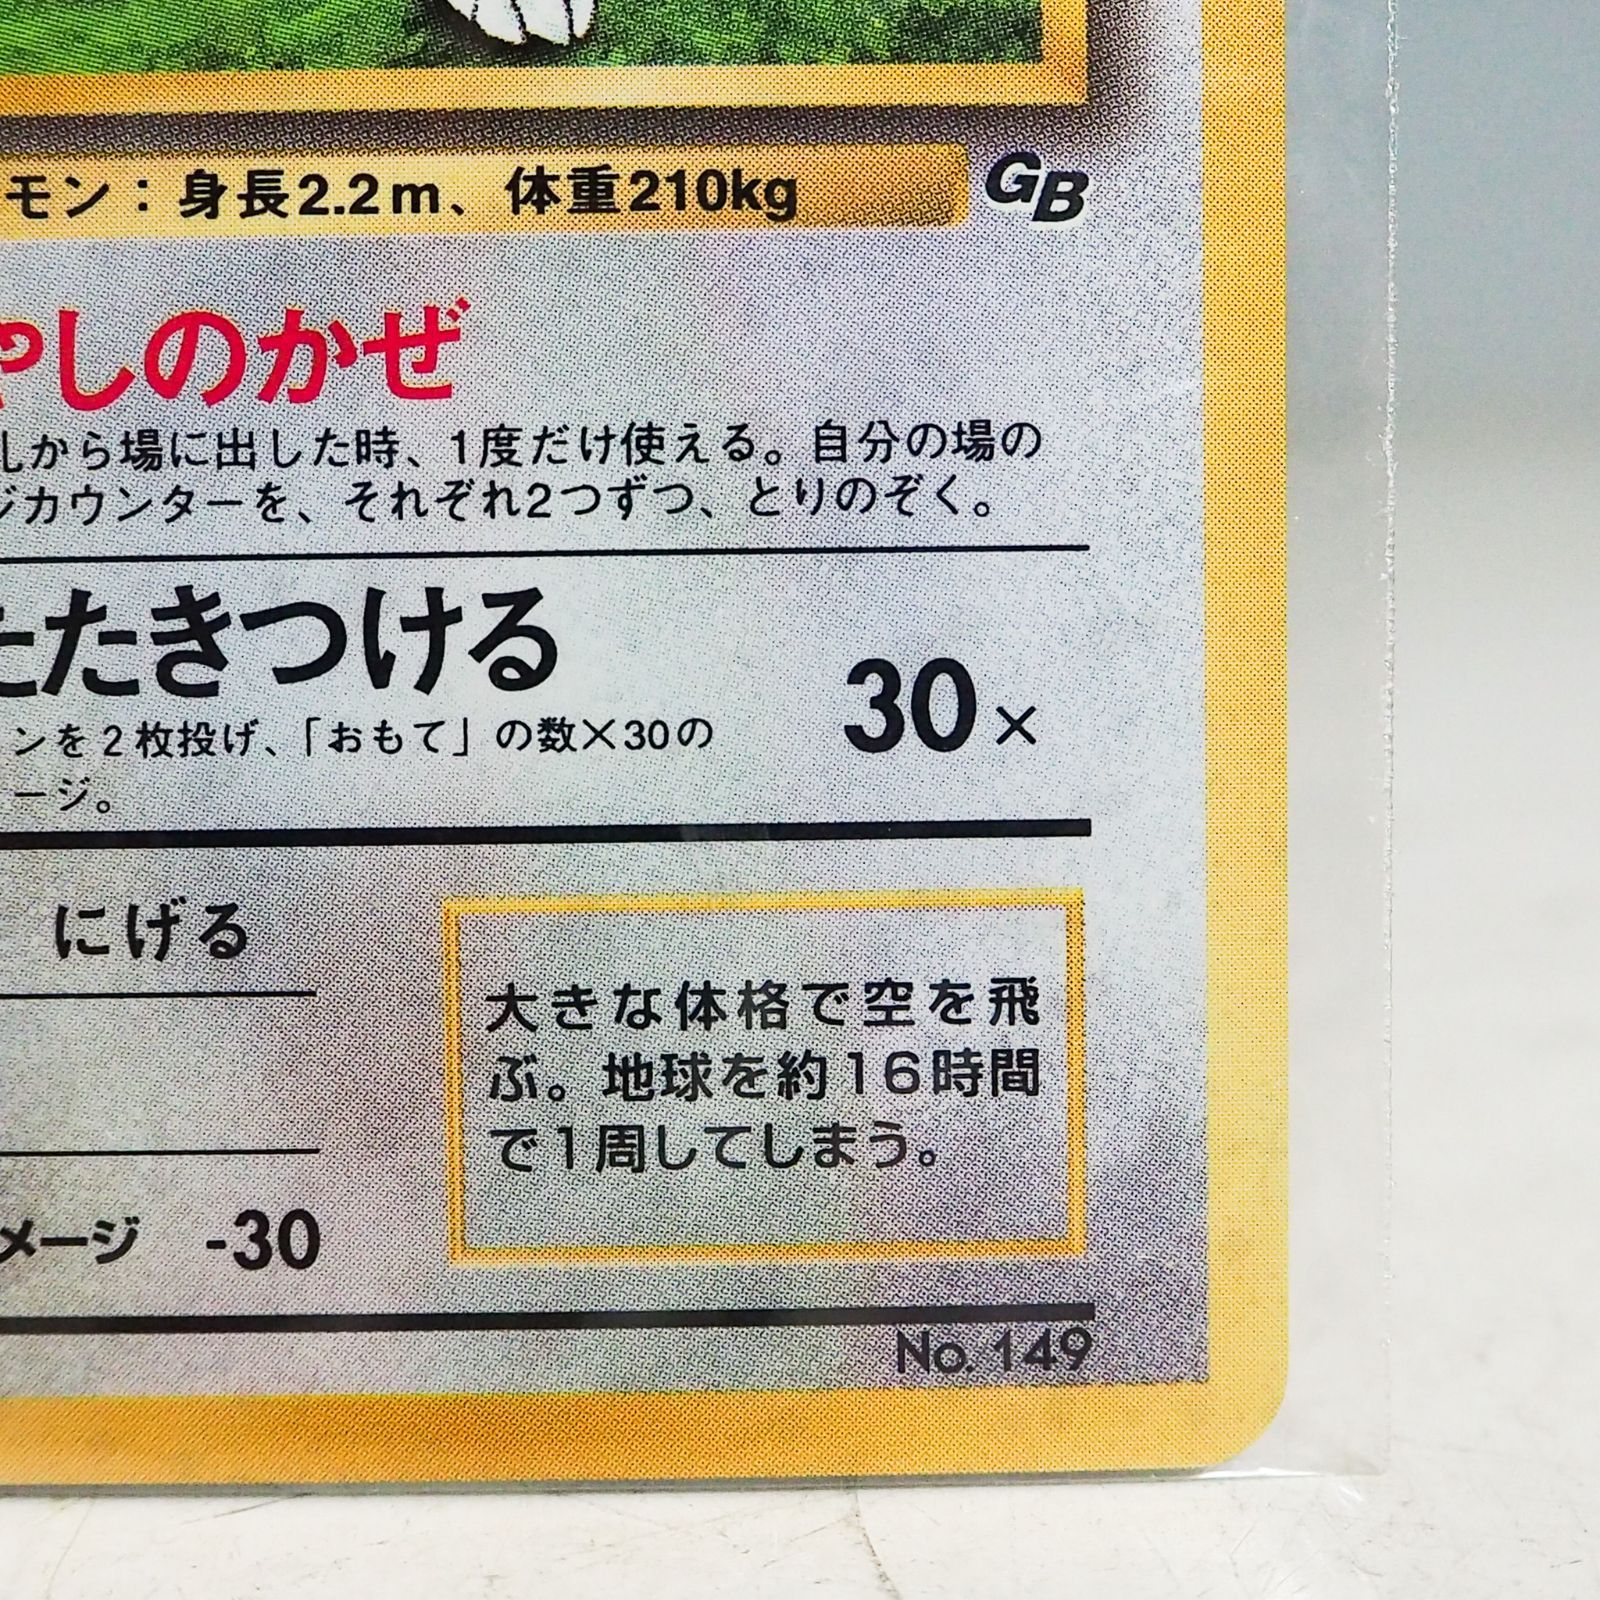 モン：身長2.2m、体重210kg
GB
やしのかぜ
から場に出した時、1度だけ使える。自分の場の
ジカウンターを、それぞれ2つずつ、とりのぞく。
たたきつける
30×
ンを2枚投げ、「おもて」の数×30の
ージ。
にげる
大きな体格で空を飛
ぶ。地球を約16時間
で1周してしまう。
メージ -30
No. 149